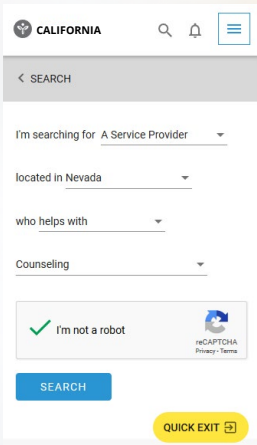 CALIFORNIA
SEARCH
I'm searching for A Service Provider
located in Nevada
who helps with
Counseling
I'm not a robot
reCAPTCHA
Privacy - Terms
SEARCH
QUICK EXIT